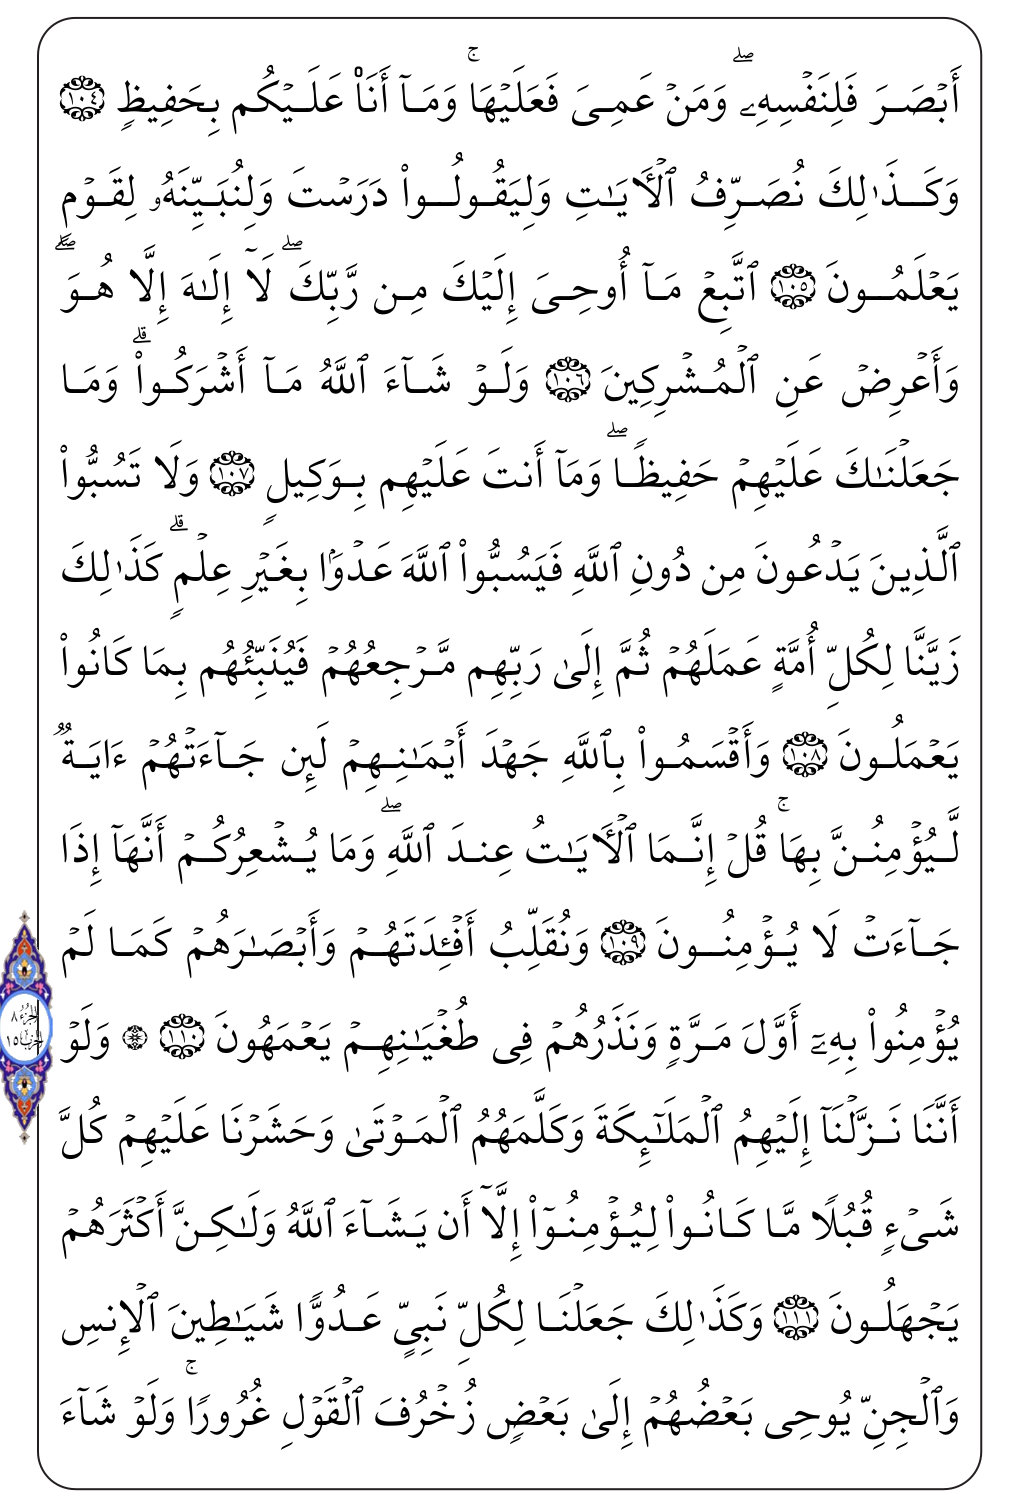 أَبۡصَرَ فَلِنَفۡسِهِۦۖ وَمَنۡ عَمِيَ فَعَلَيۡهَاۚ وَمَآ أَنَا۠ عَلَيۡكُم بِحَفِيظٖ ١٠٤
وَكَذَٰلِكَ نُصَرِّفُ ٱلۡأٓيَٰتِ وَلِيَقُولُواْ دَرَسۡتَ وَلِنُبَيِّنَهُۥ لِقَوۡمٖ
يَعۡلَمُونَ ١٠٥ ٱتَّبِعۡ مَآ أُوحِيَ إِلَيۡكَ مِن رَّبِّكَۖ لَآ إِلَٰهَ إِلَّا هُوَۖ
وَأَعۡرِضۡ عَنِ ٱلۡمُشۡرِكِينَ ١٠٦ وَلَوۡ شَآءَ ٱللَّهُ مَآ أَشۡرَكُواْۗ وَمَا
جَعَلۡنَٰكَ عَلَيۡهِمۡ حَفِيظٗاۖ وَمَآ أَنتَ عَلَيۡهِم بِوَكِيلٖ ١٠٧ وَلَا تَسُبُّواْ
ٱلَّذِينَ يَدۡعُونَ مِن دُونِ ٱللَّهِ فَيَسُبُّواْ ٱللَّهَ عَدۡوَۢا بِغَيۡرِ عِلۡمٖۗ كَذَٰلِكَ
زَيَّنَّا لِكُلِّ أُمَّةٍ عَمَلَهُمۡ ثُمَّ إِلَىٰ رَبِّهِم مَّرۡجِعُهُمۡ فَيُنَبِّئُهُم بِمَا كَانُواْ
يَعۡمَلُونَ ١٠٨ وَأَقۡسَمُواْ بِٱللَّهِ جَهۡدَ أَيۡمَٰنِهِمۡ لَئِن جَآءَتۡهُمۡ ءَايَةٞ
لَّيُؤۡمِنُنَّ بِهَاۚ قُلۡ إِنَّمَا ٱلۡأٓيَٰتُ عِندَ ٱللَّهِۖ وَمَا يُشۡعِرُكُمۡ أَنَّهَآ إِذَا
جَآءَتۡ لَا يُؤۡمِنُونَ ١٠٩ وَنُقَلِّبُ أَفۡـِٔدَتَهُمۡ وَأَبۡصَٰرَهُمۡ كَمَا لَمۡ
يُؤۡمِنُواْ بِهِۦٓ أَوَّلَ مَرَّةٖ وَنَذَرُهُمۡ فِي طُغۡيَٰنِهِمۡ يَعۡمَهُونَ ١١٠ ۞ وَلَوۡ
أَنَّنَا نَزَّلۡنَآ إِلَيۡهِمُ ٱلۡمَلَٰٓئِكَةَ وَكَلَّمَهُمُ ٱلۡمَوۡتَىٰ وَحَشَرۡنَا عَلَيۡهِمۡ كُلَّ
شَيۡءٖ قُبُلٗا مَّا كَانُواْ لِيُؤۡمِنُوٓاْ إِلَّآ أَن يَشَآءَ ٱللَّهُ وَلَٰكِنَّ أَكۡثَرَهُمۡ
يَجۡهَلُونَ ١١١ وَكَذَٰلِكَ جَعَلۡنَا لِكُلِّ نَبِيٍّ عَدُوّٗا شَيَٰطِينَ ٱلۡإِنسِ
وَٱلۡجِنِّ يُوحِي بَعۡضُهُمۡ إِلَىٰ بَعۡضٖ زُخۡرُفَ ٱلۡقَوۡلِ غُرُورٗاۚ وَلَوۡ شَآءَ
الجزء ٨
الحزب ١٥